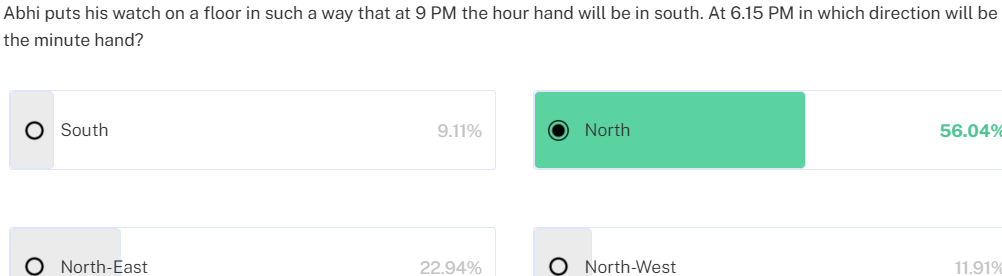 Abhi puts his watch on a floor in such a way that at 9 PM the hour hand will be in south. At 6.15 PM in which direction will be
the minute hand?
South 9.11%
North 56.04%
North-East 22.94%
North-West 11.91%